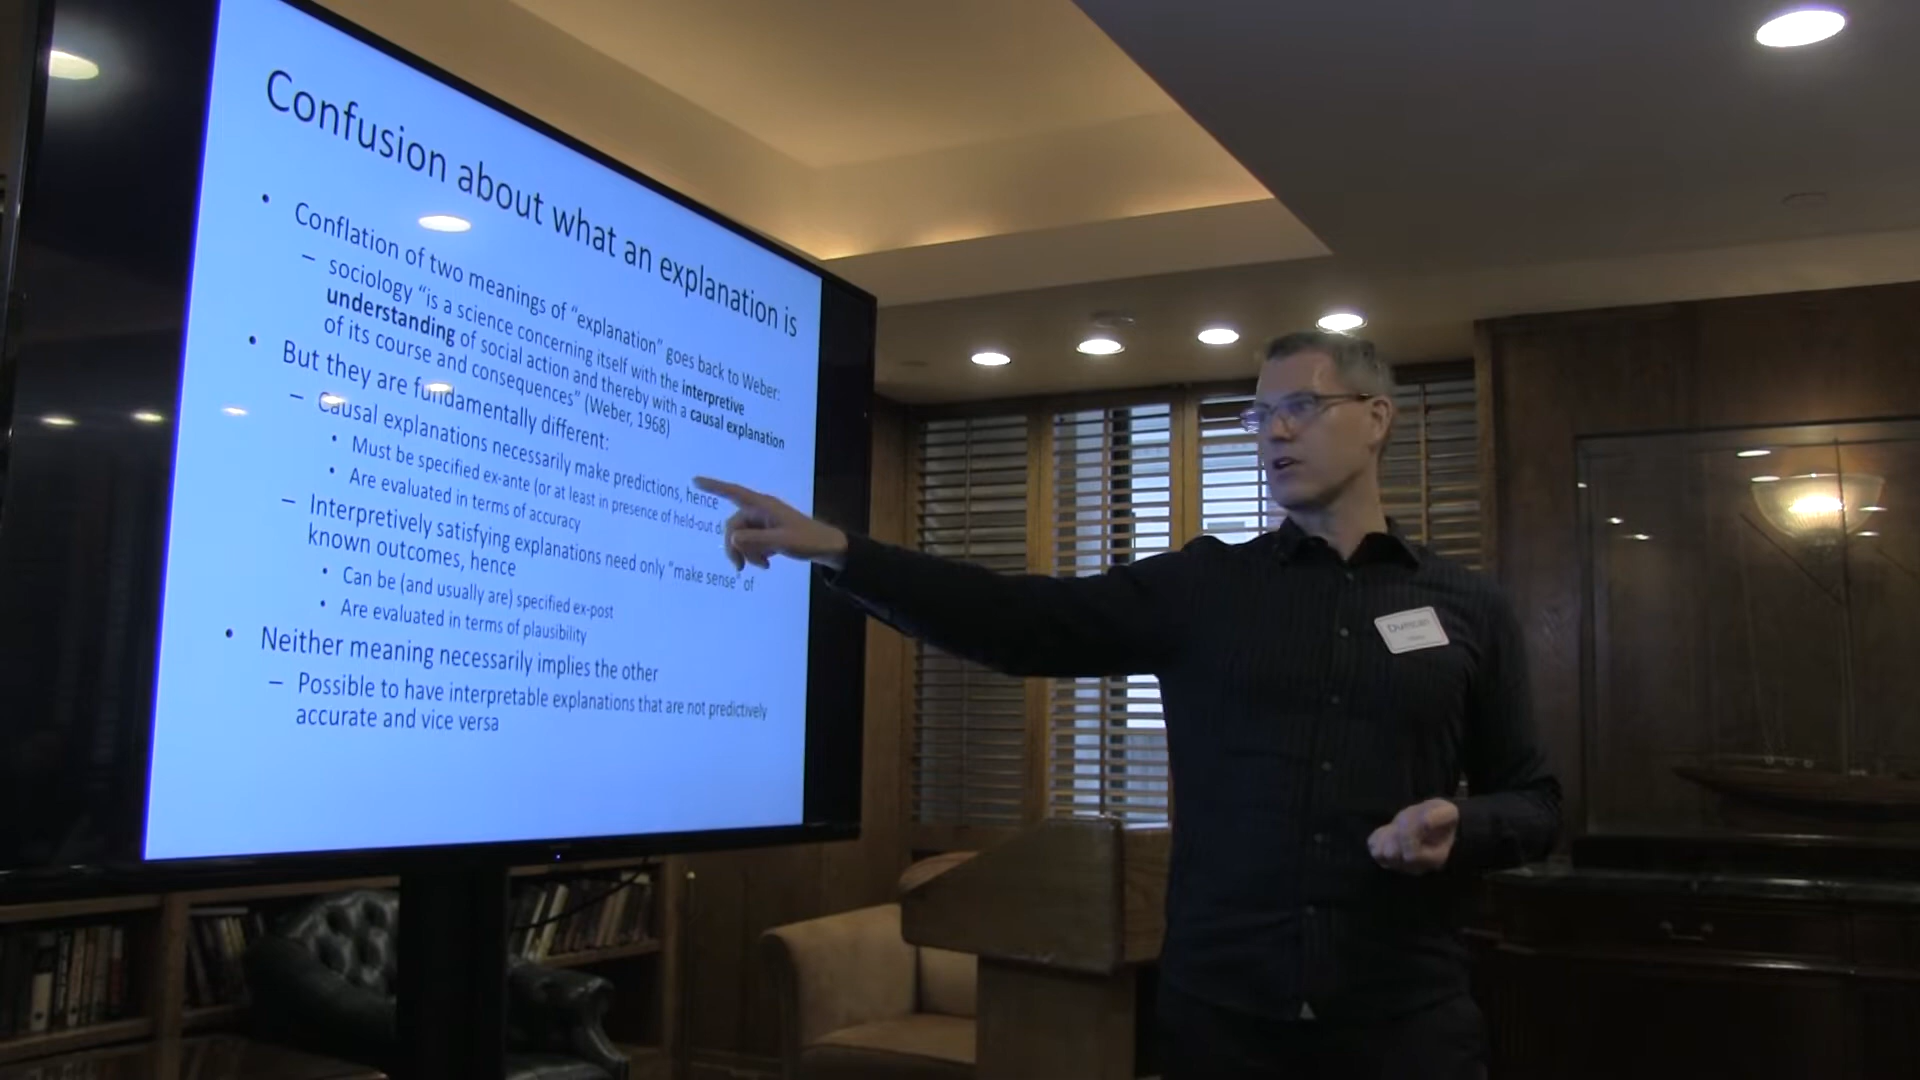 Confusion about what an explanation is
• Conflation of two meanings of “explanation” goes back to Weber:
– sociology “is a science concerning itself with the interpretive
understanding of social action and thereby with a causal explanation
of its course and consequences” (Weber, 1968)
• But they are fundamentally different:
– Causal explanations necessarily make predictions, hence
• Must be specified ex-ante (or at least in presence of held-out
• Are evaluated in terms of accuracy
– Interpretively satisfying explanations need only “make sense” of
known outcomes, hence
• Can be (and usually are) specified ex-post
• Are evaluated in terms of plausibility
• Neither meaning necessarily implies the other
– Possible to have interpretable explanations that are not predictively
accurate and vice versa
Duncan